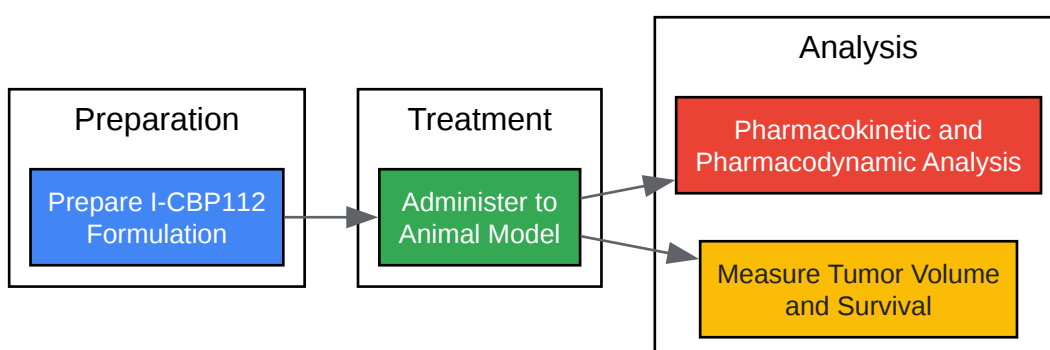 Preparation
Prepare I-CBP112
Formulation
Treatment
Administer to
Animal Model
Analysis
Pharmacokinetic and
Pharmacodynamic Analysis
Measure Tumor Volume
and Survival